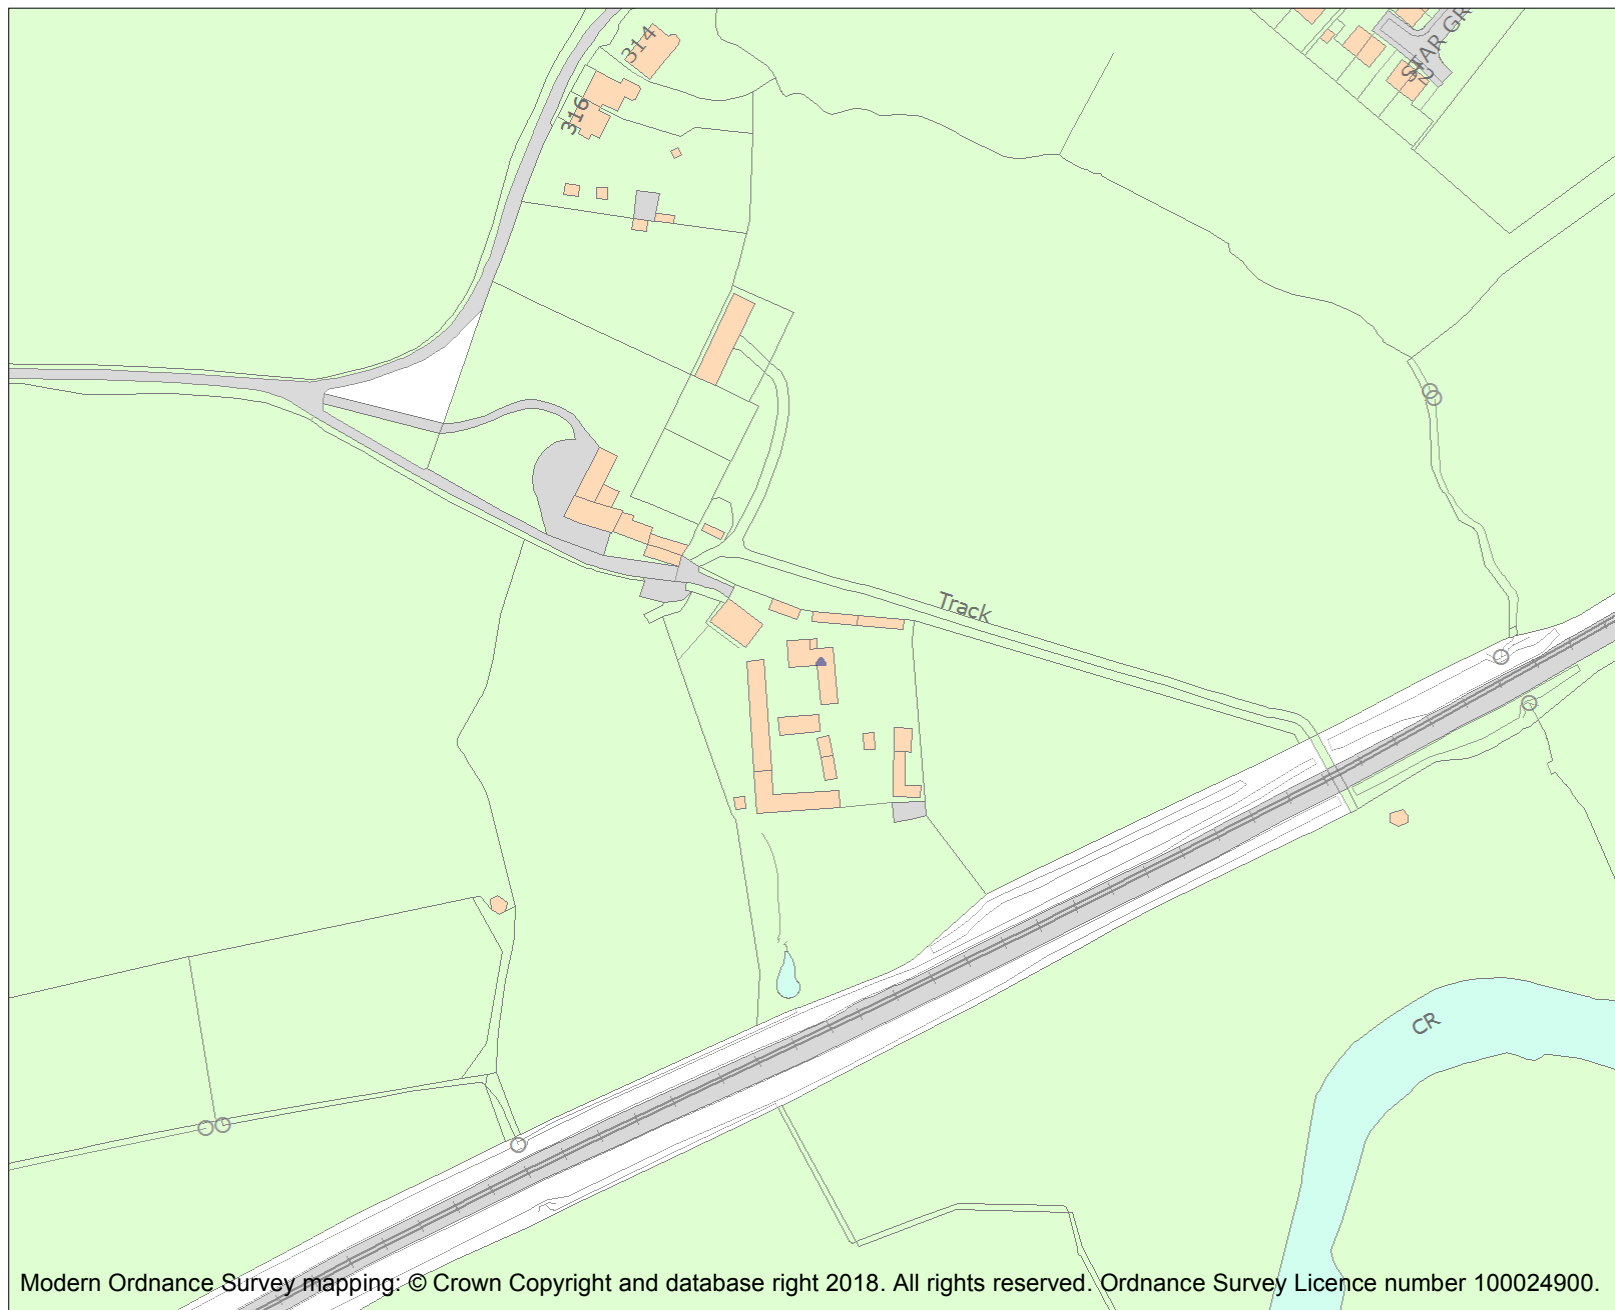 314
STAR GR
2
316
Track
CR
Modern Ordnance Survey mapping: © Crown Copyright and database right 2018. All rights reserved. Ordnance Survey Licence number 100024900.